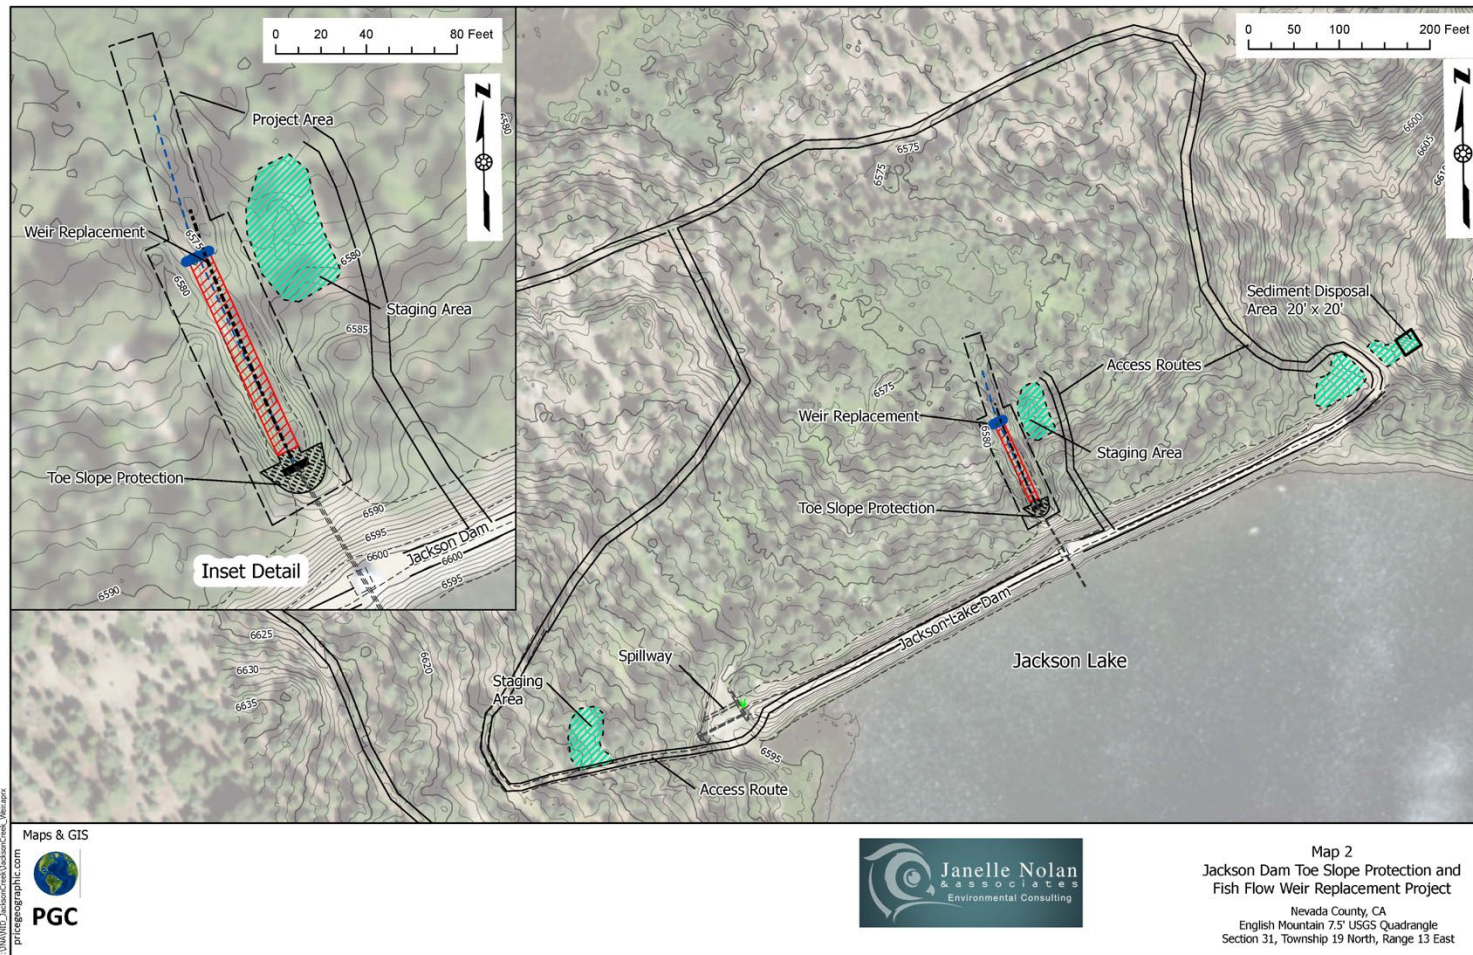 0 20 40 80 Feet
Project Area
Weir Replacement
6575
6580
6580
6580
Staging Area
6585
Toe Slope Protection
6590
6595
6600
Jackson Dam
6600
6595
6590
Inset Detail
0 50 100 200 Feet
6600
6605
6575
6575
Sediment Disposal
Area 20' x 20'
Access Routes
6575
Weir Replacement
6580
Staging Area
Toe Slope Protection
Jackson Lake Dam
Jackson Lake
6625
6620
6630
6635
Spillway
Staging
Area
6595
Access Route
Maps & GIS
pricegeographic.com
PGC
Janelle Nolan
& associates
Environmental Consulting
Map 2
Jackson Dam Toe Slope Protection and
Fish Flow Weir Replacement Project
Nevada County, CA
English Mountain 7.5' USGS Quadrangle
Section 31, Township 19 North, Range 13 East